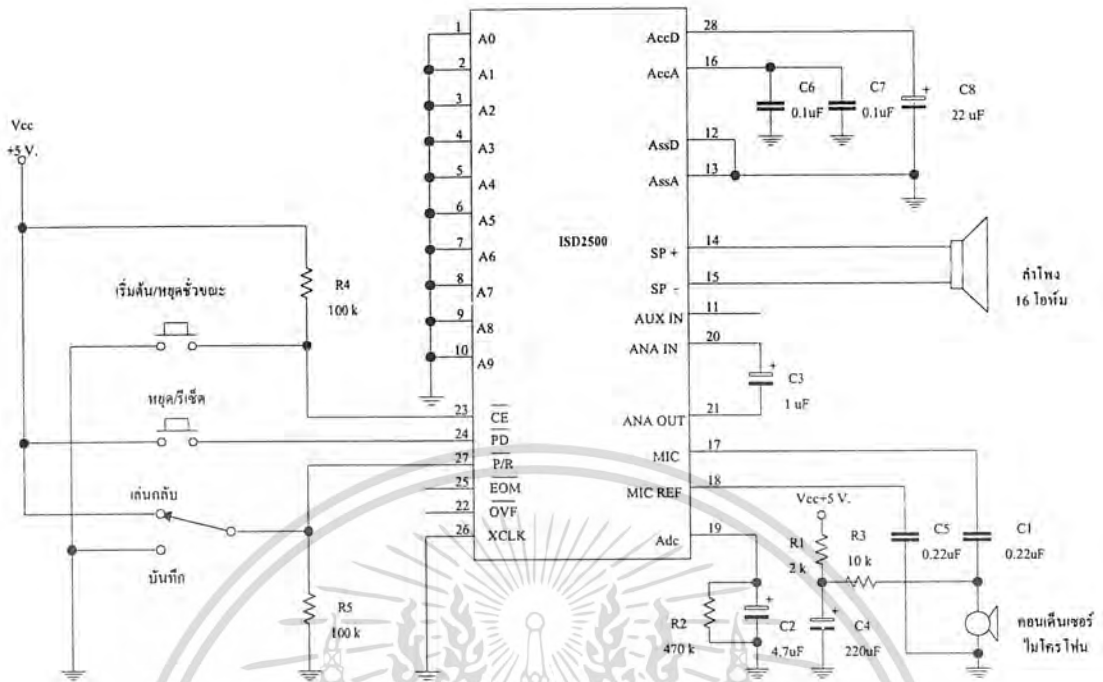 Vcc
+5 V.
เริ่มต้น/หยุดชั่วขณะ
หยุด/รีเซ็ต
เล่นกลับ
บันทึก
R4
100 k
R5
100 k
1 A0
2 A1
3 A2
4 A3
5 A4
6 A5
7 A6
8 A7
9 A8
10 A9
23 CE
24 PD
27 P/R
25 EOM
22 OVF
26 XCLK
ISD2500
AccD 28
AccA 16
AssD 12
AssA 13
SP + 14
SP - 15
AUX IN 11
ANA IN 20
ANA OUT 21
MIC 17
MIC REF 18
Adc 19
C6
0.1uF
C7
0.1uF
+
C8
22 uF
ลำโพง
16 โอห์ม
+
C3
1 uF
Vcc+5 V.
R1
2 k
R3
10 k
C5
0.22uF
C1
0.22uF
R2
470 k
+
C2
4.7uF
+
C4
220uF
คอนเด็นเซอร์
ไมโครโฟน